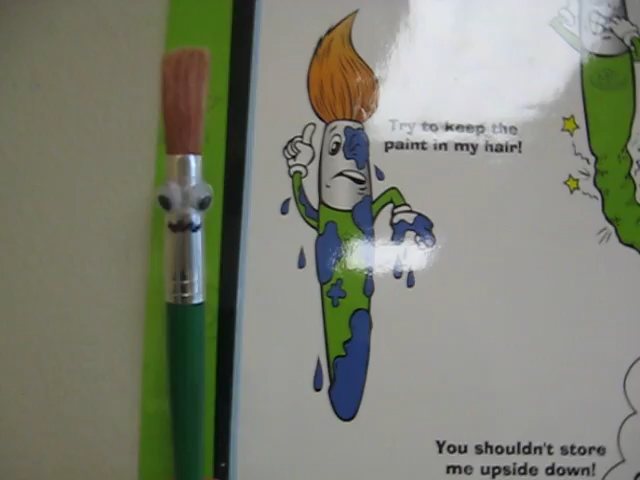 Try to keep the
paint in my hair!
You shouldn't store
me upside down!